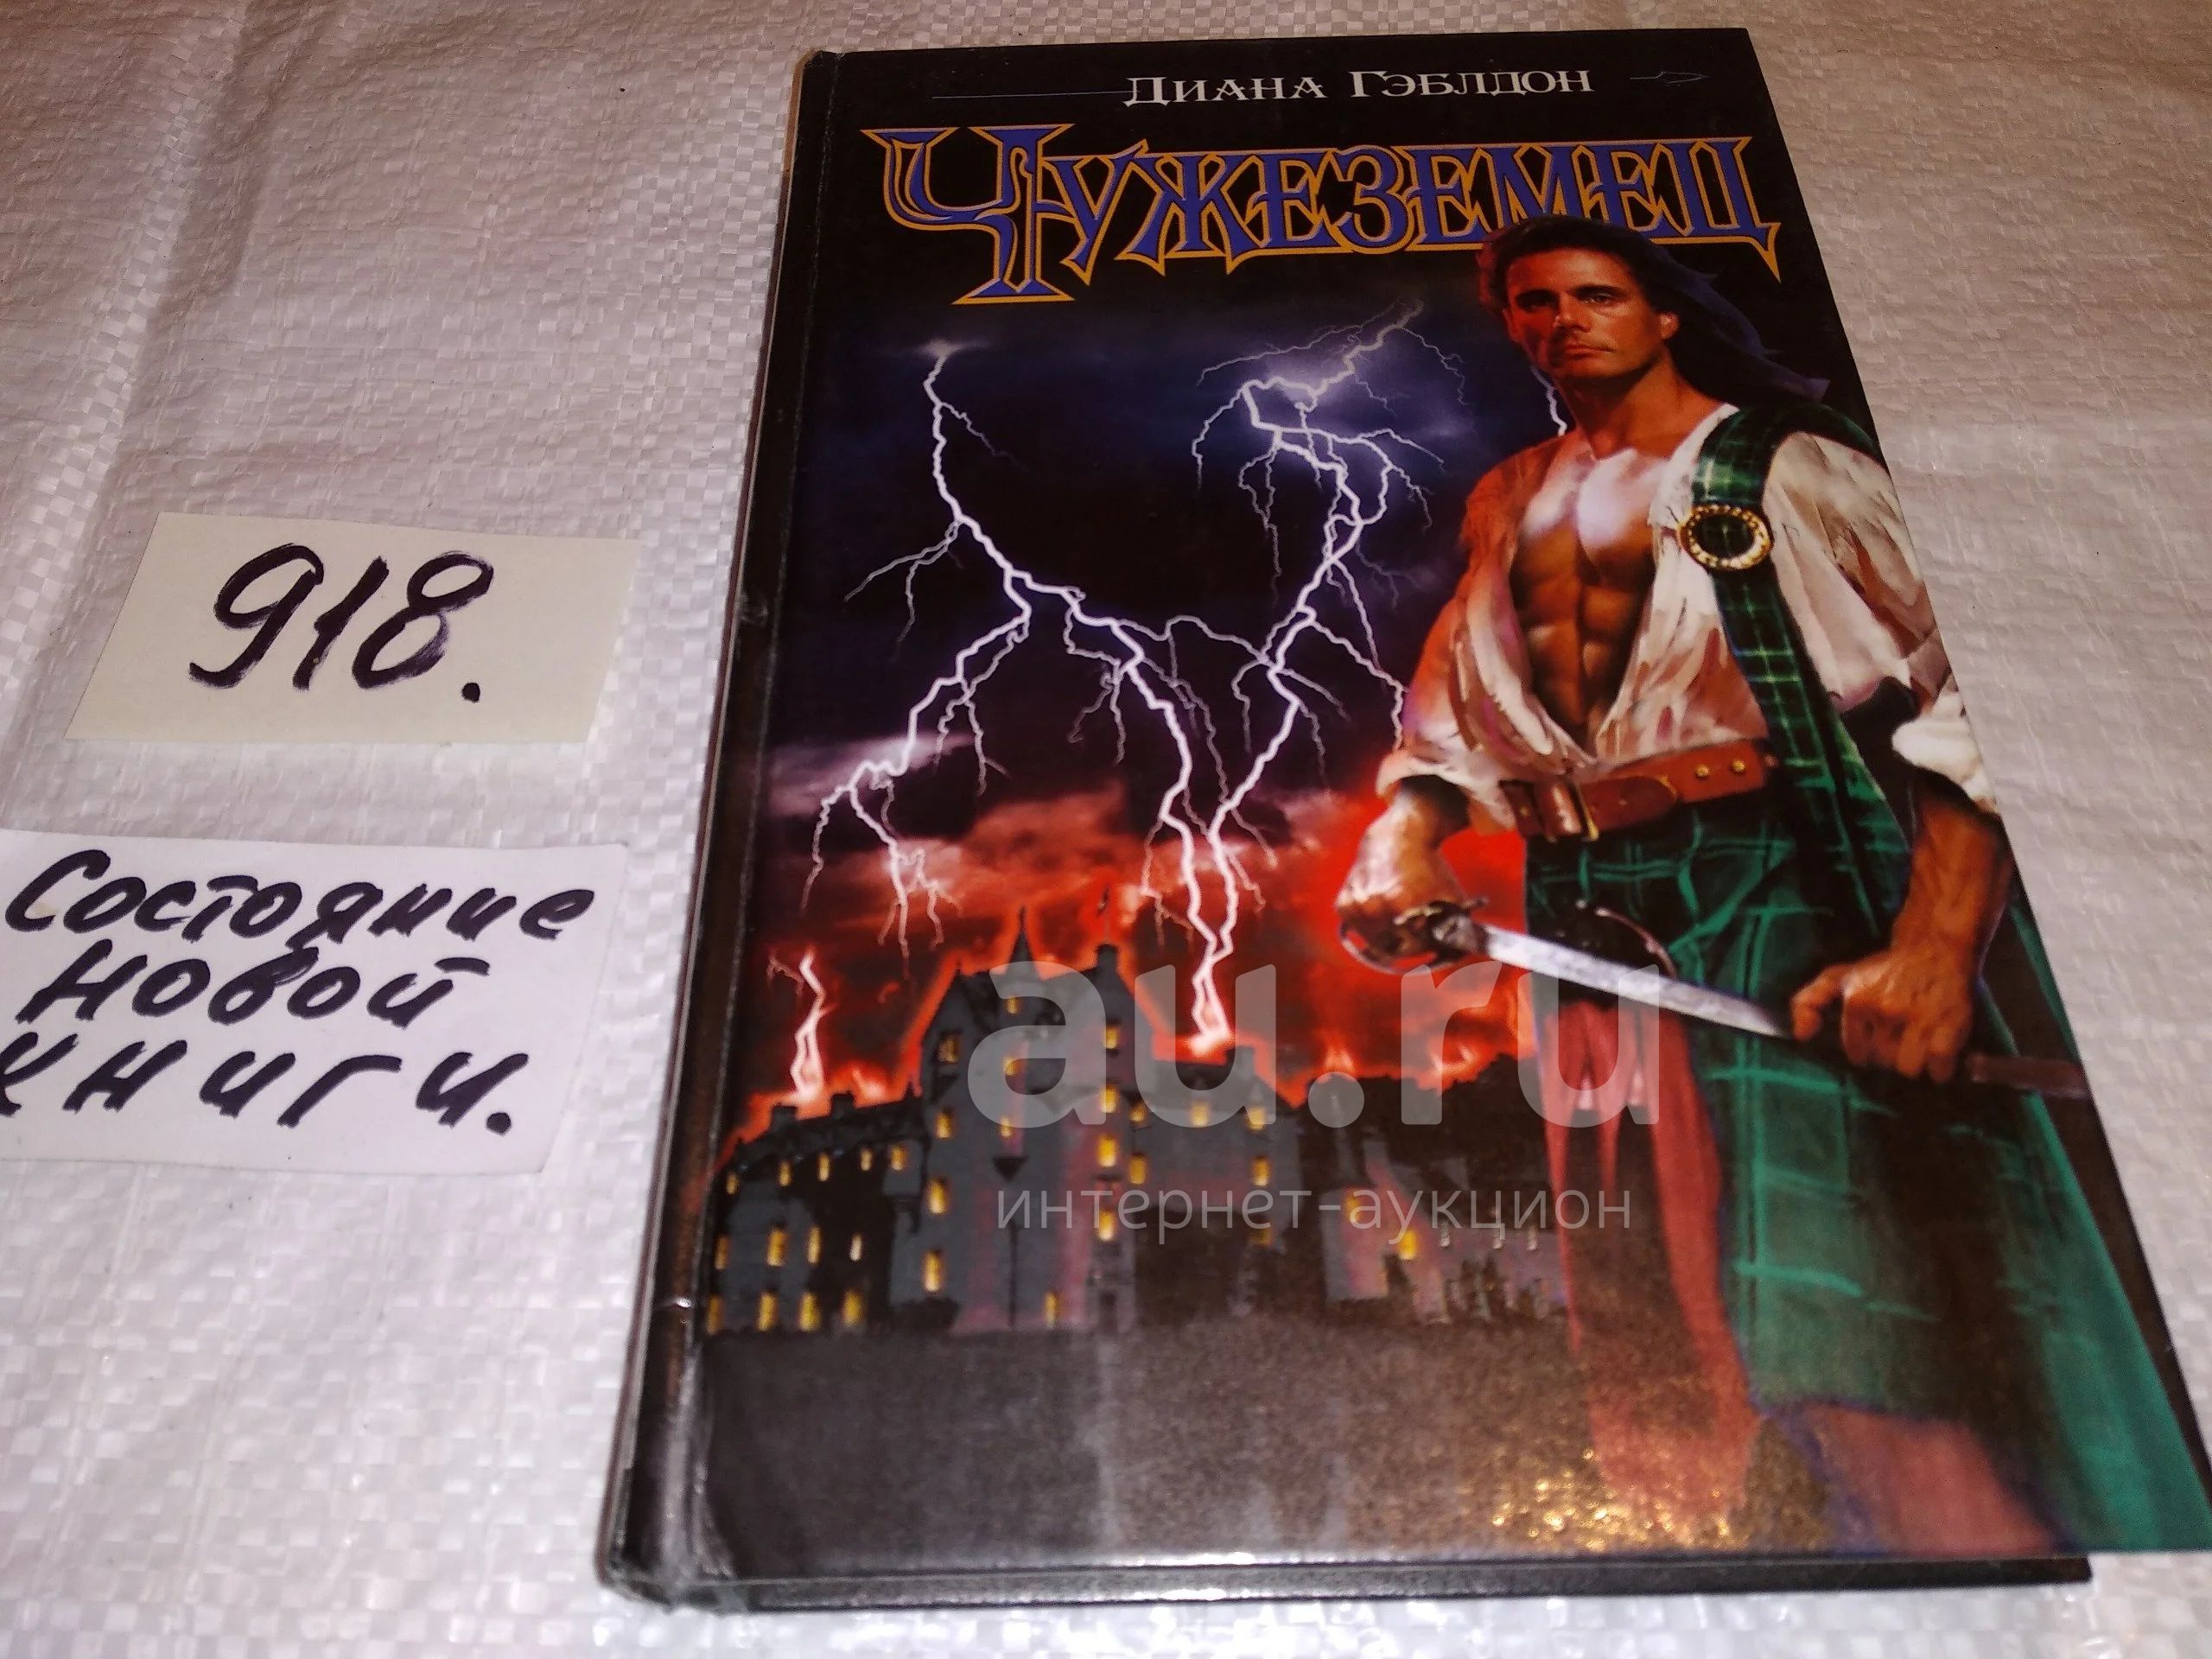 Диана Гэблдон
Чужеземец
918.
Состояние
новой
книги.
au.ru
интернет-аукцион